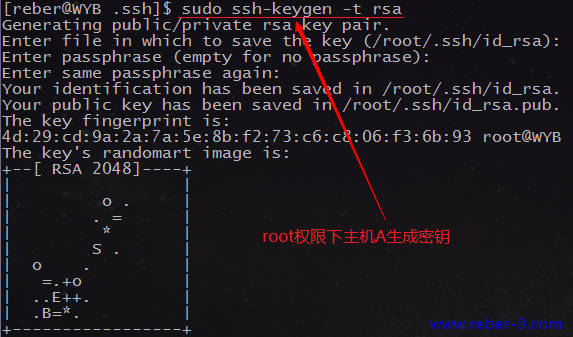 [reber@WYB .ssh]$ sudo ssh-keygen -t rsa
Generating public/private rsa key pair.
Enter file in which to save the key (/root/.ssh/id_rsa):
Enter passphrase (empty for no passphrase):
Enter same passphrase again:
Your identification has been saved in /root/.ssh/id_rsa.
Your public key has been saved in /root/.ssh/id_rsa.pub.
The key fingerprint is:
4d:29:cd:9a:2a:7a:5e:8b:f2:73:c6:c8:06:f3:6b:93 root@WYB
The key's randomart image is:
+--[ RSA 2048]----+
|                 |
|          o .    |
|         . =     |
|          *      |
|         S .     |
|   o    .        |
|    =.+o         |
|   ..E++.        |
|   .B=*.         |
+-----------------+
root权限下主机A生成密钥
www.reber-9.com